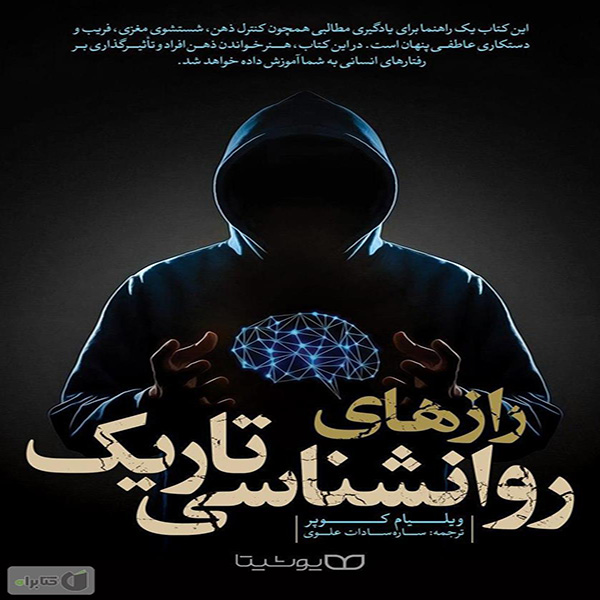 این کتاب یک راهنما برای یادگیری مطالبی همچون کنترل ذهن، شستشوی مغزی، فریب و
دستکاری عاطفی پنهان است. در این کتاب، هنر خواندن ذهن افراد و تأثیرگذاری بر
رفتارهای انسانی به شما آموزش داده خواهد شد.
رازهای
روانشناسی تاریک
ویلیام کوپر
ترجمه: ساره سادات علوی
یوشیتا
کتابراه